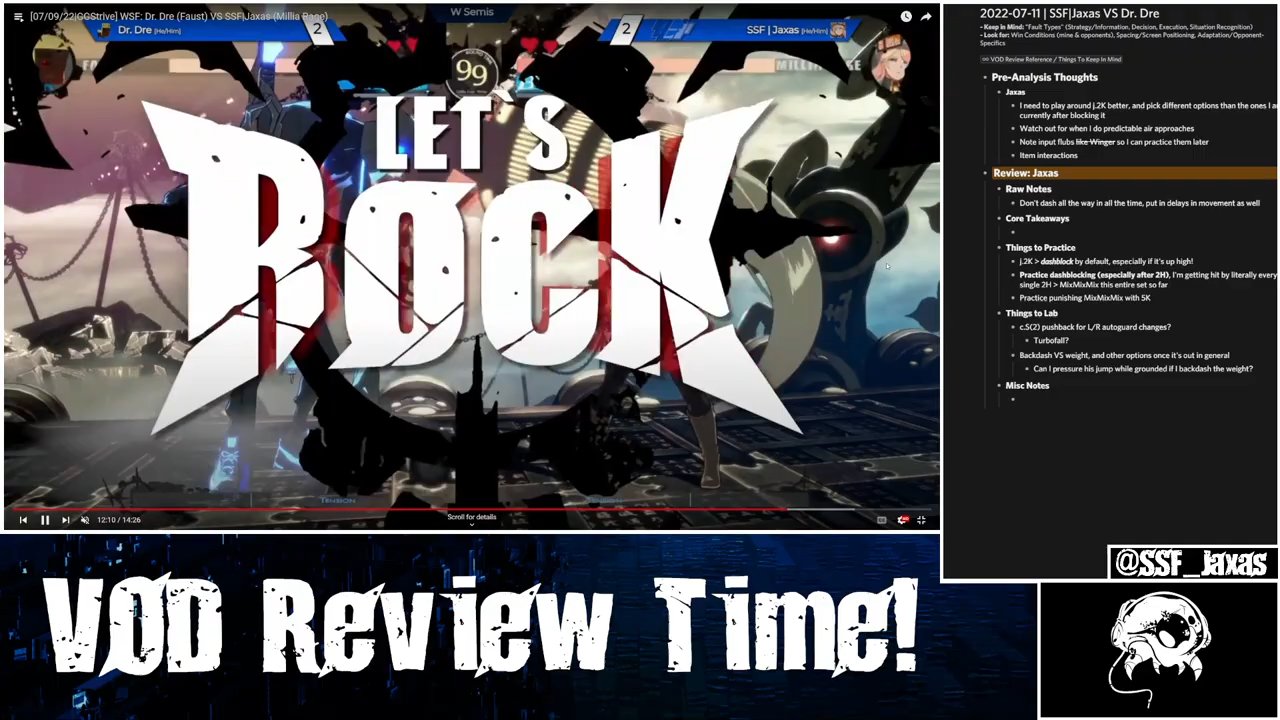 [07/09/22|GGStrive] WSF: Dr. Dre (Faust) VS SSF|Jaxas (Millia Rage)
W Semis
Dr. Dre [He/Him]
2
2
SSF | Jaxas [He/Him]
99
LET`S
ROCK
TENSION
12:10 / 14:26
Scroll for details
2022-07-11 | SSF|Jaxas VS Dr. Dre
- Keep in Mind: "Fault Types" (Strategy/Information, Decision, Execution, Situation Recognition)
- Look for: Win Conditions (mine & opponents), Spacing/Screen Positioning, Adaptation/Opponent-
Specifics
VOD Review Reference / Things To Keep In Mind
Pre-Analysis Thoughts
Jaxas
I need to play around j.2K better, and pick different options than the ones I a
currently after blocking it
Watch out for when I do predictable air approaches
Note input flubs like Winger so I can practice them later
Item interactions
Review: Jaxas
Raw Notes
Don't dash all the way in all the time, put in delays in movement as well
Core Takeaways
Things to Practice
j.2K > dashblock by default, especially if it's up high!
Practice dashblocking (especially after 2H), I'm getting hit by literally every
single 2H > MixMixMix this entire set so far
Practice punishing MixMixMix with 5K
Things to Lab
c.S(2) pushback for L/R autoguard changes?
Turbofall?
Backdash VS weight, and other options once it's out in general
Can I pressure his jump while grounded if I backdash the weight?
Misc Notes
@SSF_Jaxas
VOD Review Time!